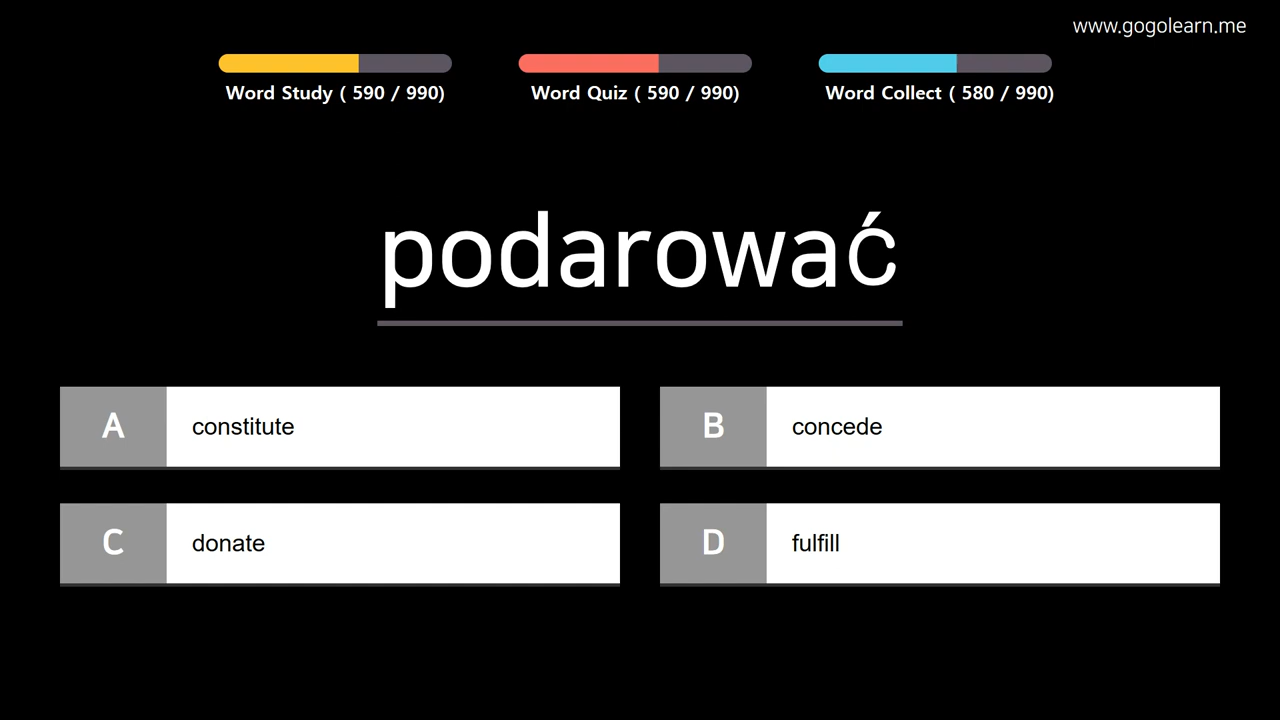 www.gogolearn.me
Word Study ( 590 / 990)
Word Quiz ( 590 / 990)
Word Collect ( 580 / 990)
podarować
A constitute
B concede
C donate
D fulfill